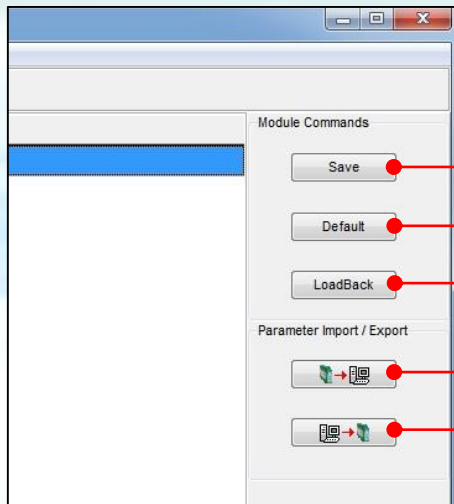 Module Commands
Save
Default
LoadBack
Parameter Import / Export